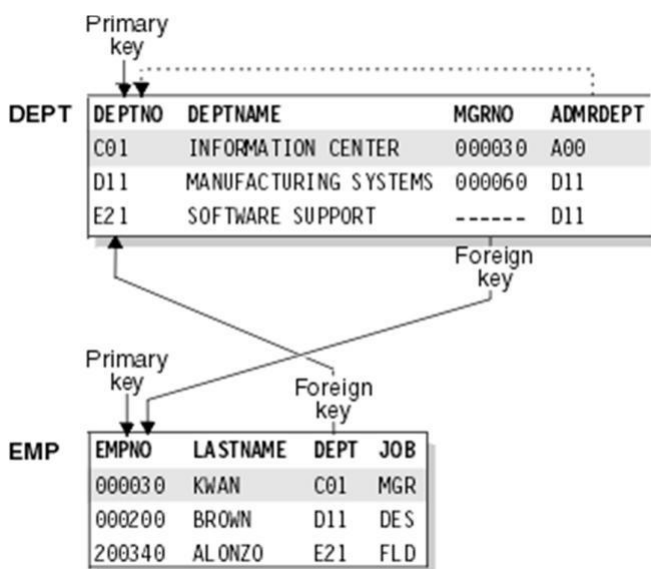 Primary
key
DEPT
DEPTNO DEPTNAME MGRNO ADMRDEPT
C01 INFORMATION CENTER 000030 A00
D11 MANUFACTURING SYSTEMS 000060 D11
E21 SOFTWARE SUPPORT ------ D11
Foreign
key
Primary
key
Foreign
key
EMP
EMPNO LASTNAME DEPT JOB
000030 KWAN C01 MGR
000200 BROWN D11 DES
200340 ALONZO E21 FLD